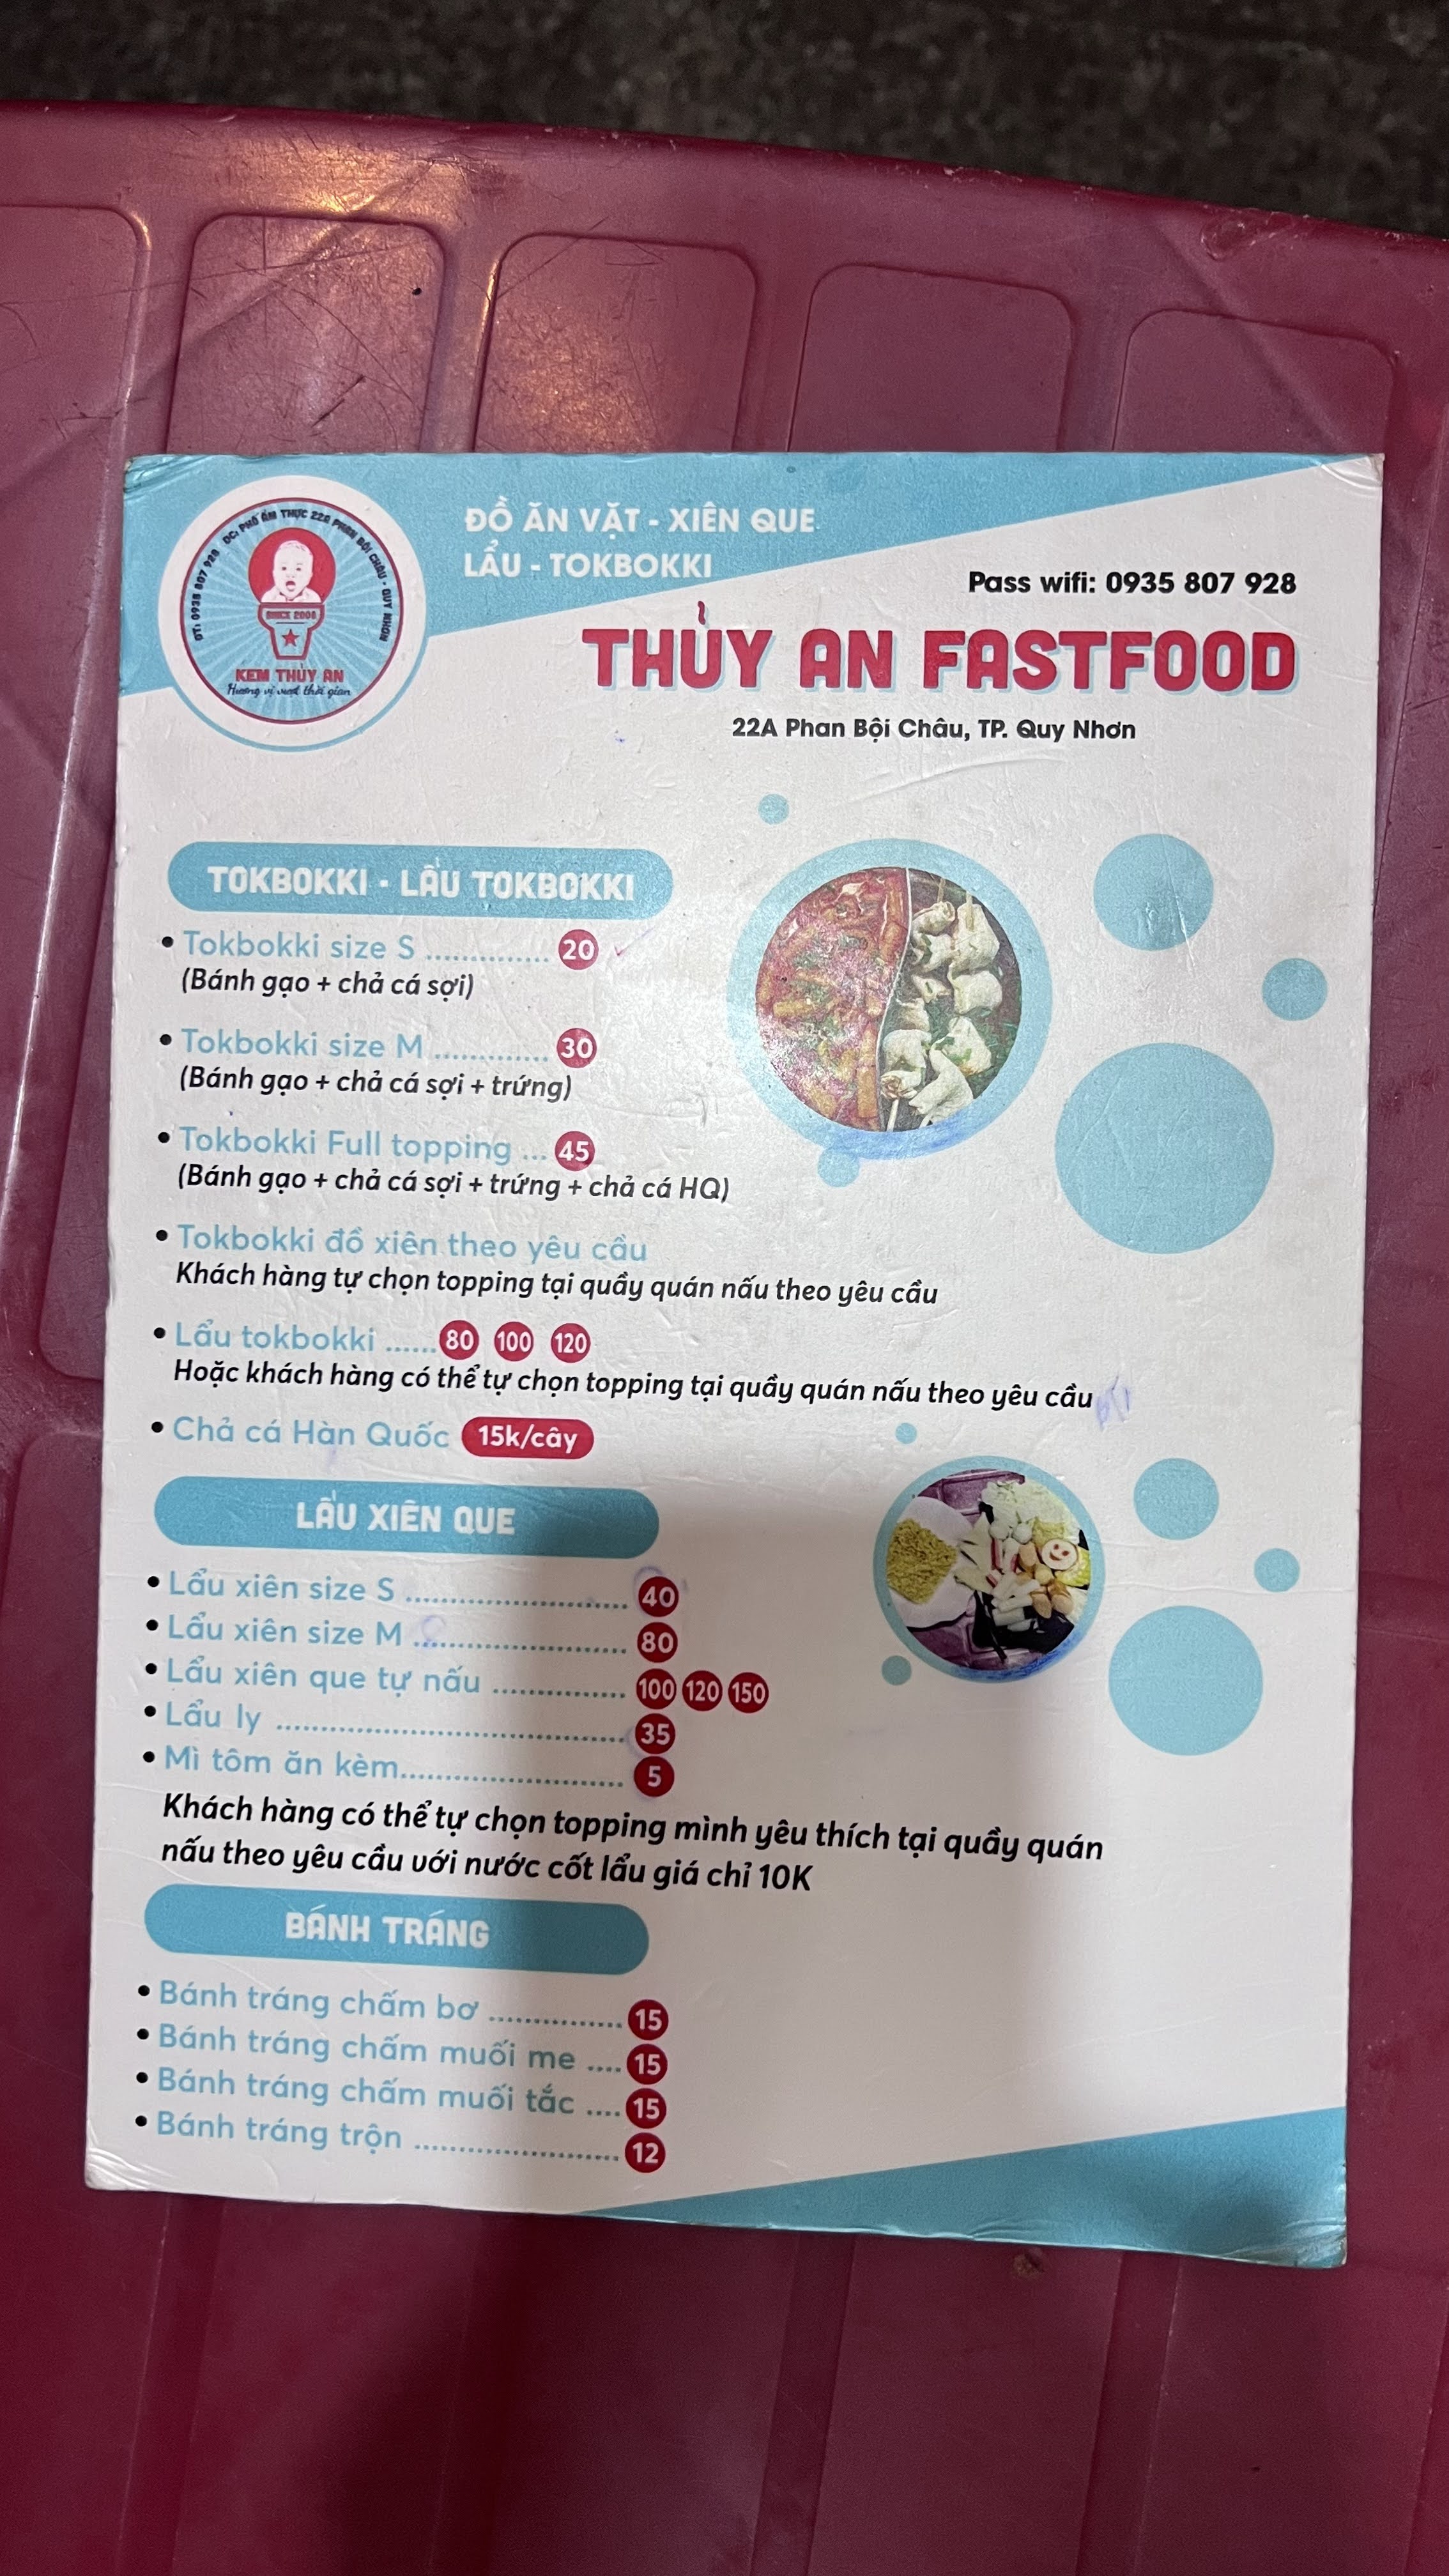 ĐT: 0935 807 928 ĐC: PHỐ ẨM THỰC 22A PHAN BỘI CHÂU - QUY NHƠN
SINCE 2006
KEM THỦY AN
Hương vị vượt thời gian
ĐỒ ĂN VẶT - XIÊN QUE
LẨU - TOKBOKKI
Pass wifi: 0935 807 928
THỦY AN FASTFOOD
22A Phan Bội Châu, TP. Quy Nhơn
TOKBOKKI - LẨU TOKBOKKI
• Tokbokki size S .............. 20
(Bánh gạo + chả cá sợi)
• Tokbokki size M ............. 30
(Bánh gạo + chả cá sợi + trứng)
• Tokbokki Full topping ... 45
(Bánh gạo + chả cá sợi + trứng + chả cá HQ)
• Tokbokki đồ xiên theo yêu cầu
Khách hàng tự chọn topping tại quầy quán nấu theo yêu cầu
• Lẩu tokbokki ...... 80 100 120
Hoặc khách hàng có thể tự chọn topping tại quầy quán nấu theo yêu cầu
• Chả cá Hàn Quốc 15k/cây
LẨU XIÊN QUE
• Lẩu xiên size S ......................... 40
• Lẩu xiên size M ........................ 80
• Lẩu xiên que tự nấu ............... 100 120 150
• Lẩu ly ....................................... 35
• Mì tôm ăn kèm......................... 5
Khách hàng có thể tự chọn topping mình yêu thích tại quầy quán
nấu theo yêu cầu với nước cốt lẩu giá chỉ 10K
BÁNH TRÁNG
• Bánh tráng chấm bơ ............... 15
• Bánh tráng chấm muối me .... 15
• Bánh tráng chấm muối tắc .... 15
• Bánh tráng trộn ....................... 12